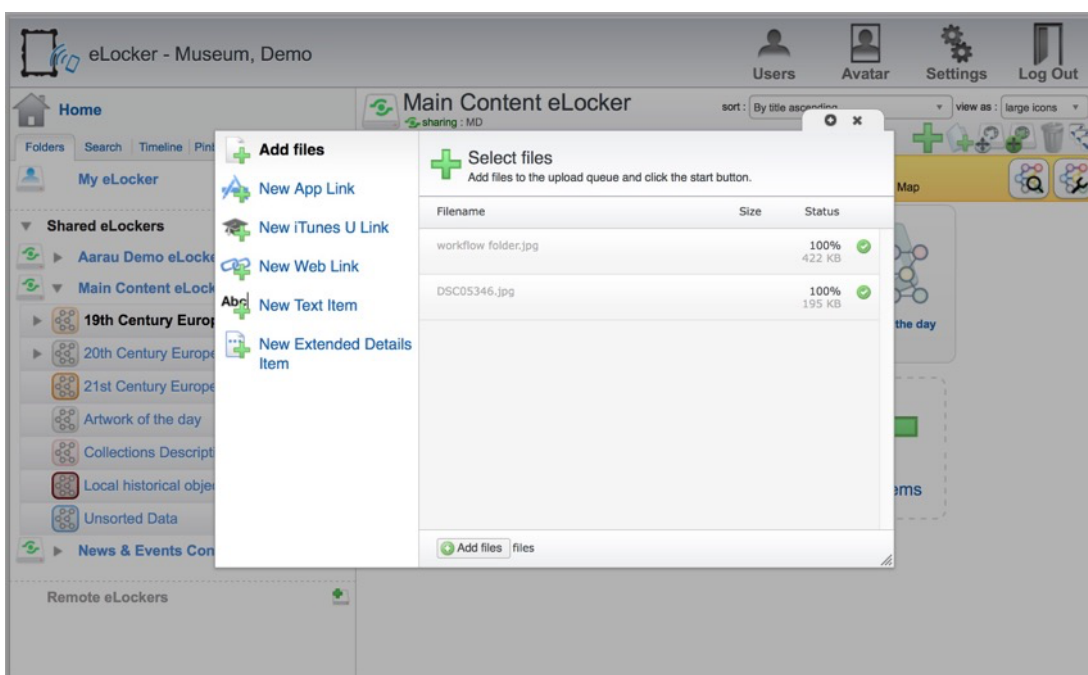 eLocker - Museum, Demo
Users
Avatar
Settings
Log Out
Home
Main Content eLocker
sharing : MD
sort :
By title ascending
view as :
large icons
Folders
Search
Timeline
My eLocker
Map
Shared eLockers
Aarau Demo eLocke
Main Content eLock
19th Century Europ
20th Century Europe
21st Century Europe
Artwork of the day
Collections Descripti
Local historical obje
Unsorted Data
News & Events Con
Remote eLockers
Add files
New App Link
New iTunes U Link
New Web Link
Abc
New Text Item
New Extended Details
Item
Select files
Add files to the upload queue and click the start button.
Filename Size Status
workflow folder.jpg 100%
422 KB
DSC05346.jpg 100%
195 KB
Add files files
the day
ems